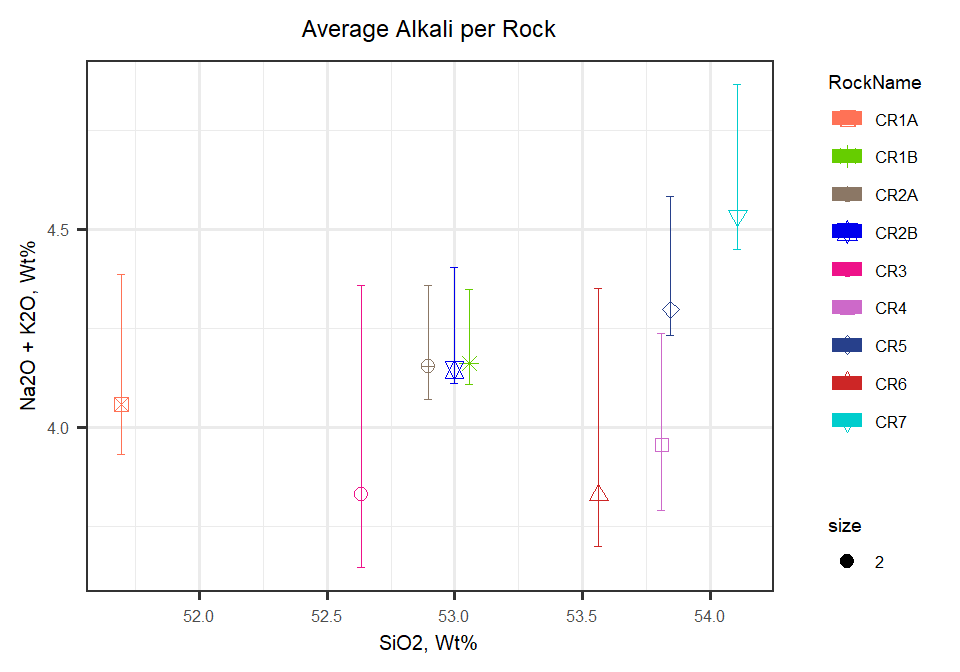 Average Alkali per Rock
Na2O + K2O, Wt%
4.5
4.0
52.0
52.5
53.0
53.5
54.0
SiO2, Wt%
RockName
CR1A
CR1B
CR2A
CR2B
CR3
CR4
CR5
CR6
CR7
size
2